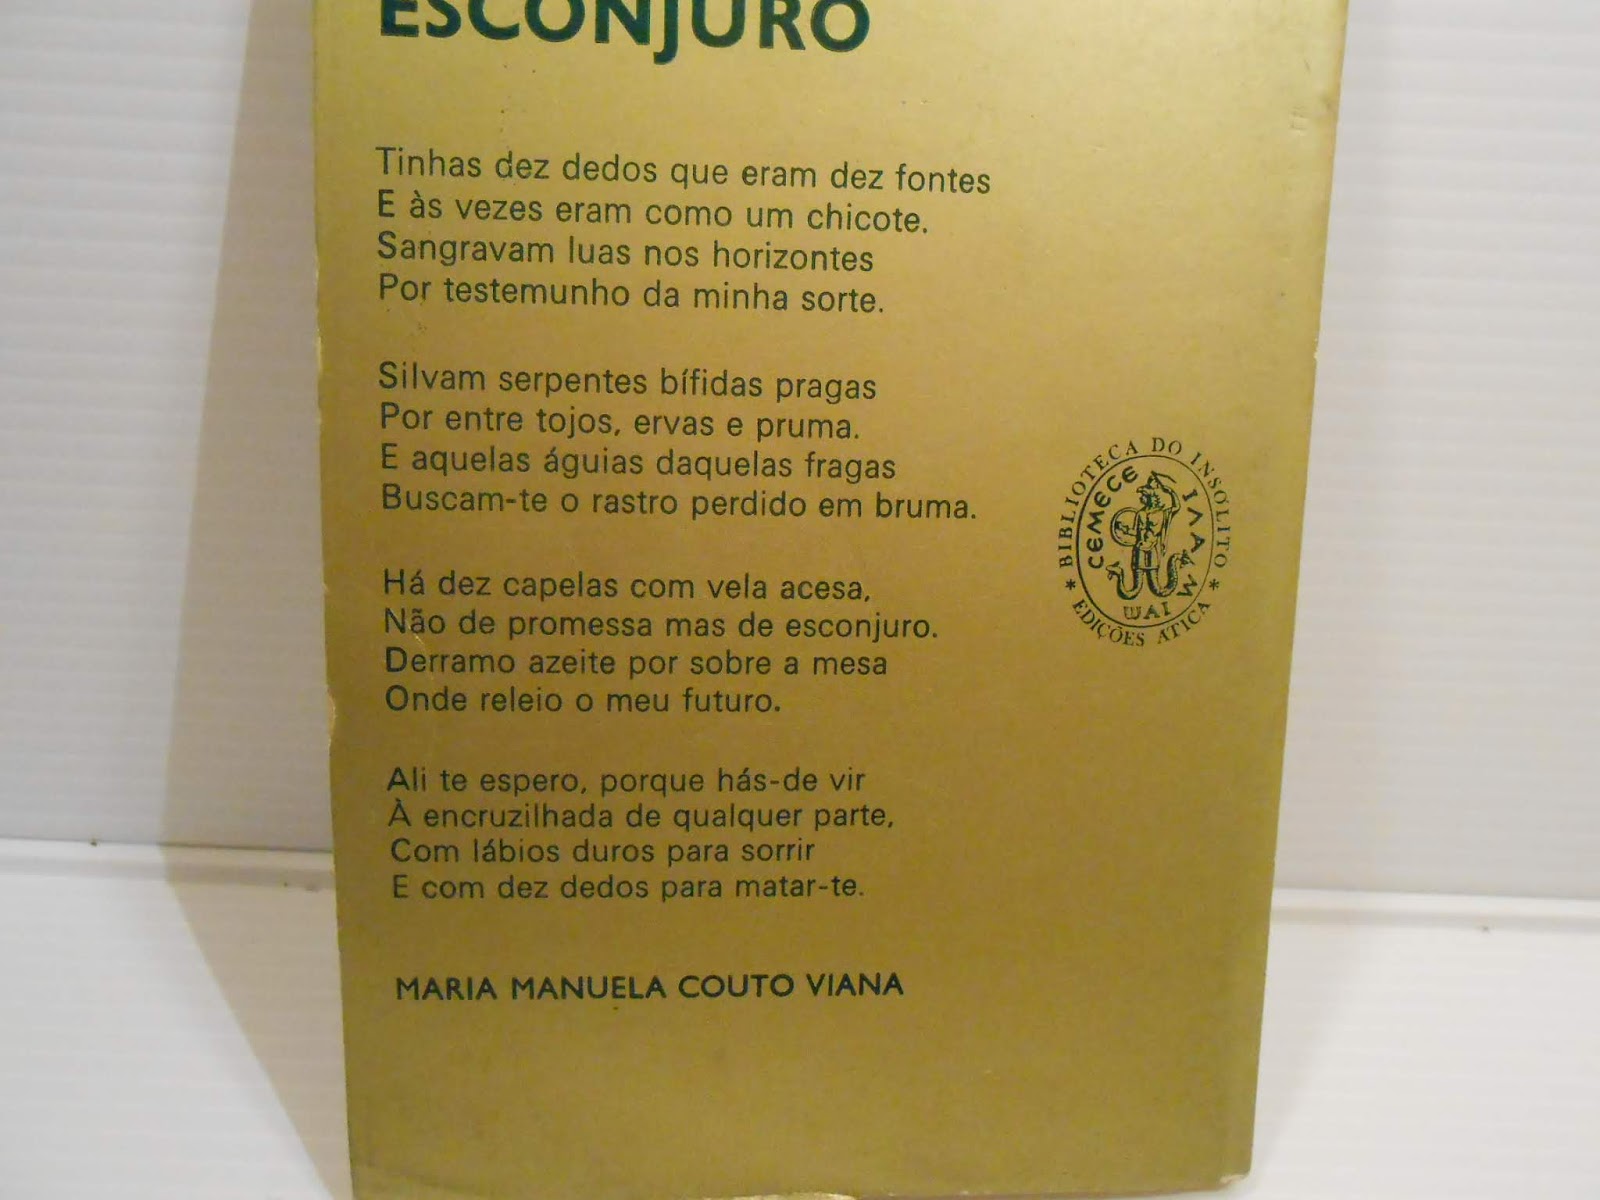 ESCONJURO
Tinhas dez dedos que eram dez fontes
E às vezes eram como um chicote.
Sangravam luas nos horizontes
Por testemunho da minha sorte.
Silvam serpentes bífidas pragas
Por entre tojos, ervas e pruma.
E aquelas águias daquelas fragas
Buscam-te o rastro perdido em bruma.
Há dez capelas com vela acesa,
Não de promessa mas de esconjuro.
Derramo azeite por sobre a mesa
Onde releio o meu futuro.
Ali te espero, porque hás-de vir
À encruzilhada de qualquer parte,
Com lábios duros para sorrir
E com dez dedos para matar-te.
MARIA MANUELA COUTO VIANA
BIBLIOTECA DO INSÓLITO
* EDIÇÕES ATICA *